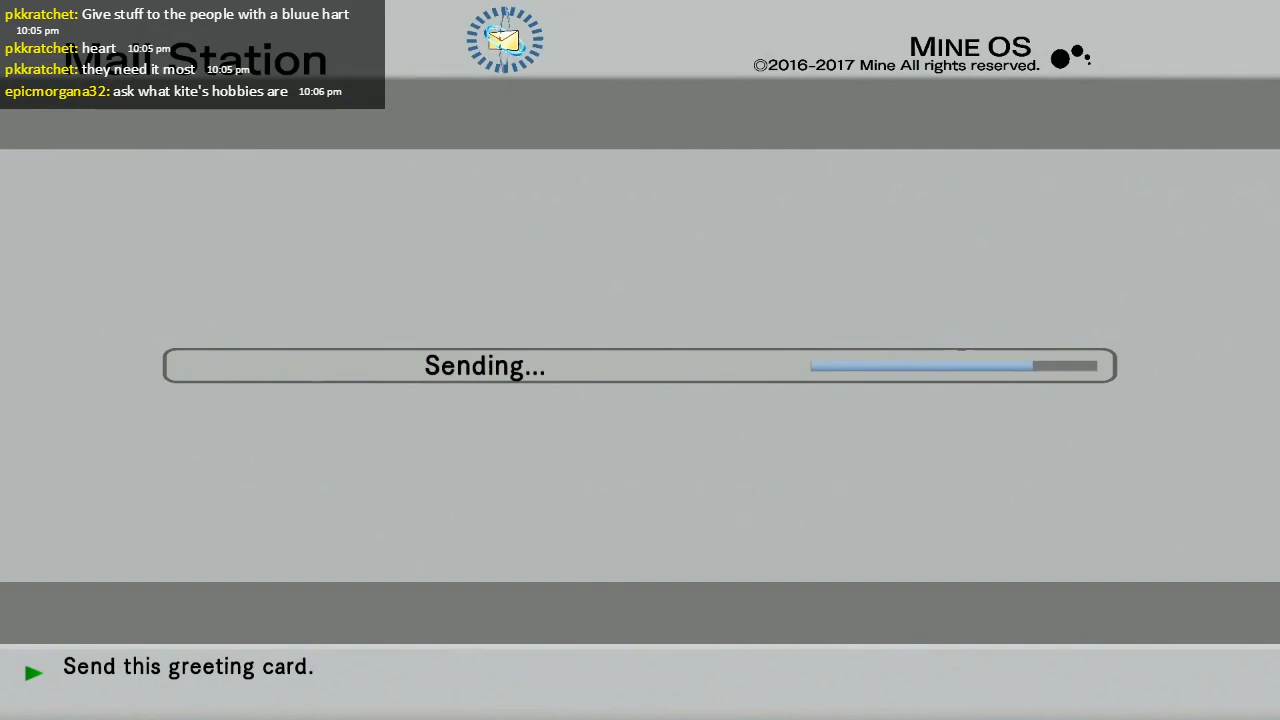 pkkratchet: Give stuff to the people with a bluue hart
10:05 pm
pkkratchet: heart 10:05 pm
pkkratchet: they need it most 10:05 pm
epicmorgana32: ask what kite's hobbies are 10:06 pm
Mail Station
MINE OS
©2016-2017 Mine All rights reserved.
Sending...
Send this greeting card.